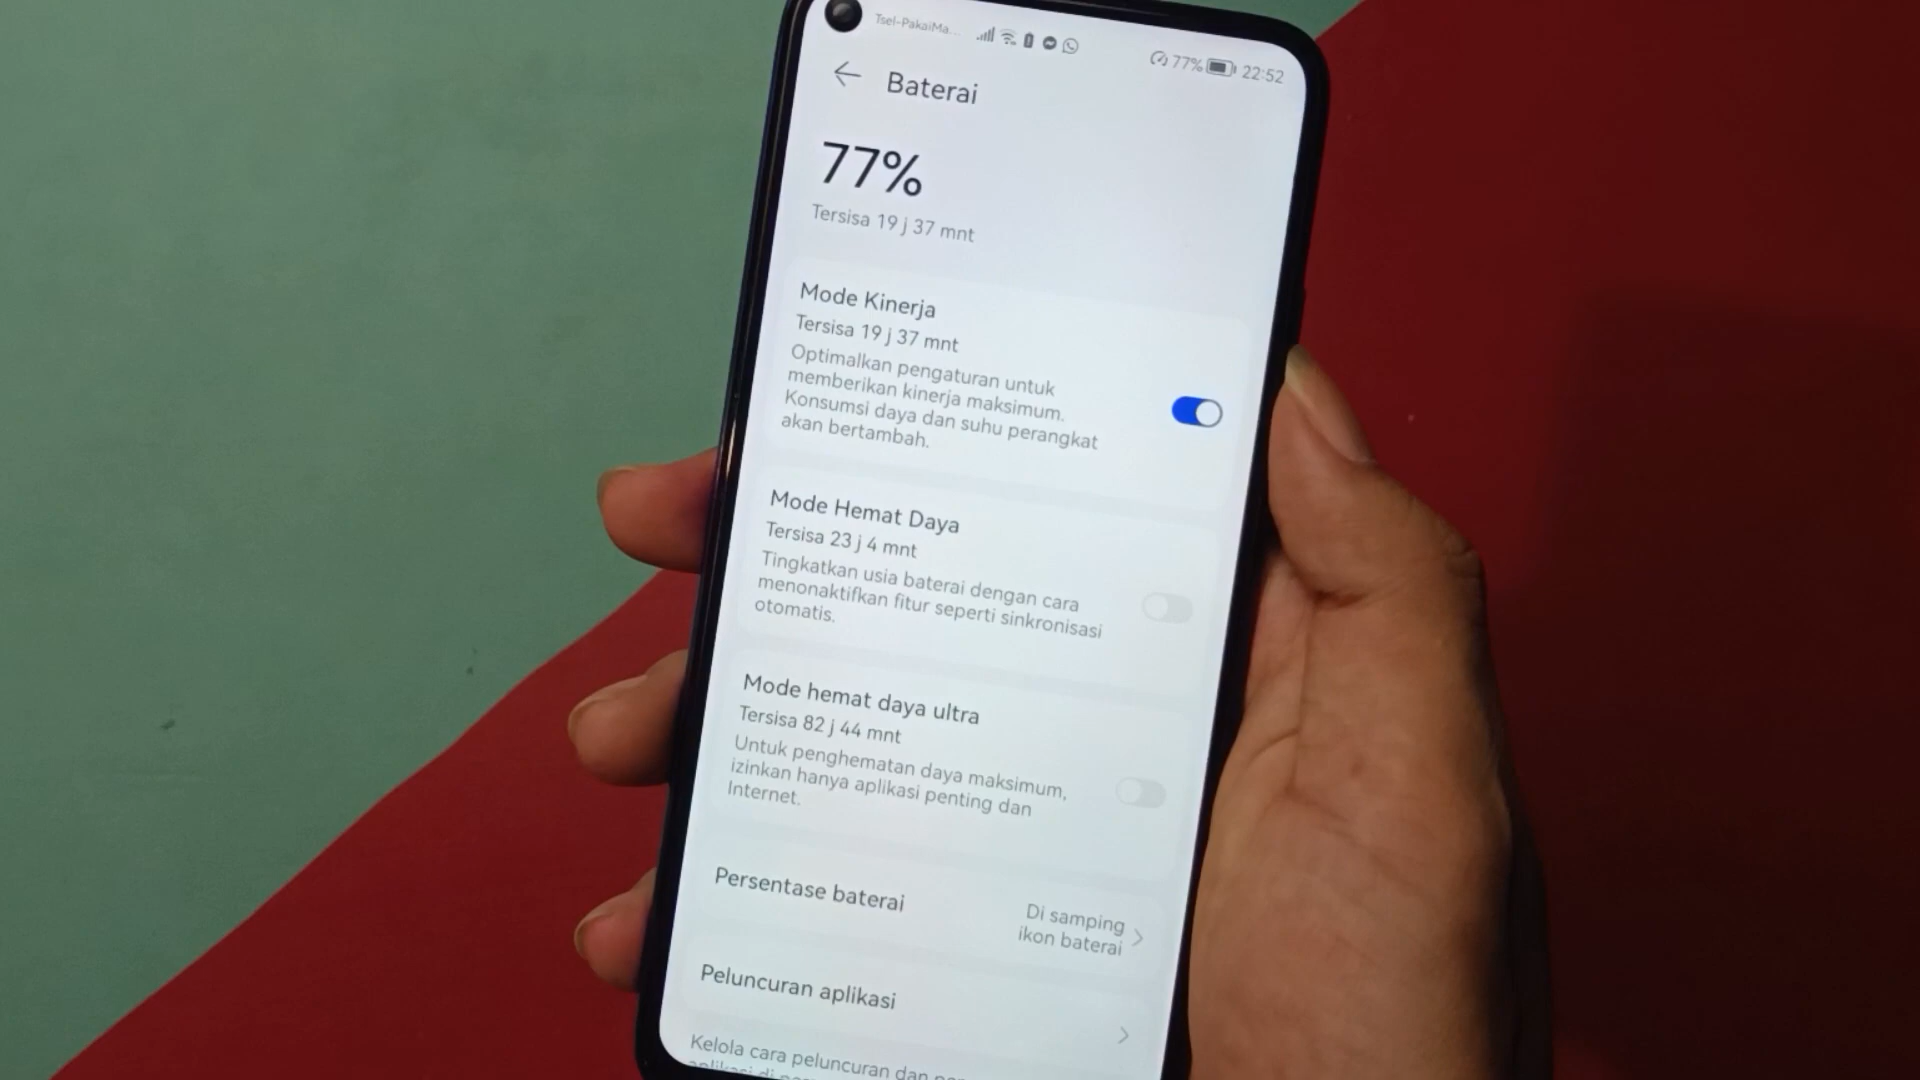 Tsel-PakaiMa...
77% 22:52
Baterai
77%
Tersisa 19 j 37 mnt
Mode Kinerja
Tersisa 19 j 37 mnt
Optimalkan pengaturan untuk
memberikan kinerja maksimum.
Konsumsi daya dan suhu perangkat
akan bertambah.
Mode Hemat Daya
Tersisa 23 j 4 mnt
Tingkatkan usia baterai dengan cara
menonaktifkan fitur seperti sinkronisasi
otomatis.
Mode hemat daya ultra
Tersisa 82 j 44 mnt
Untuk penghematan daya maksimum,
izinkan hanya aplikasi penting dan
Internet.
Persentase baterai
Di samping
ikon baterai
Peluncuran aplikasi
Kelola cara peluncuran dan